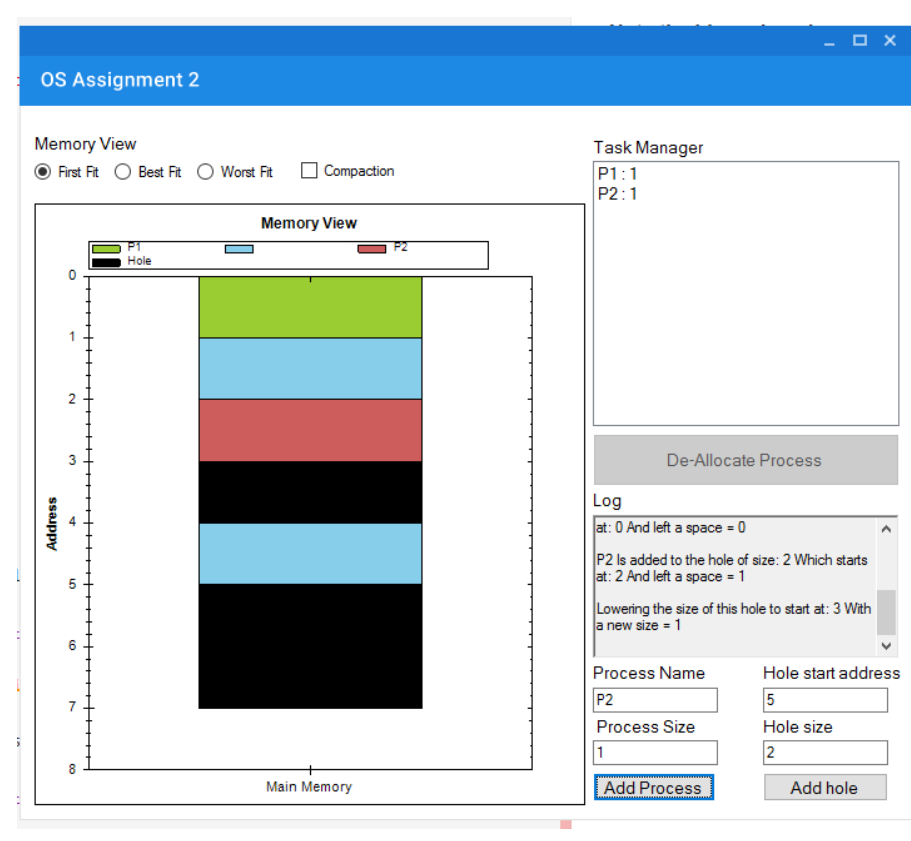 OS Assignment 2
Memory View
First Fit Best Fit Worst Fit Compaction
Memory View
P1 P2
Hole
0
1
2
3
4
5
6
7
8
Address
Main Memory
Task Manager
P1 : 1
P2 : 1
De-Allocate Process
Log
at: 0 And left a space = 0
P2 Is added to the hole of size: 2 Which starts
at: 2 And left a space = 1
Lowering the size of this hole to start at: 3 With
a new size = 1
Process Name Hole start address
P2 5
Process Size Hole size
1 2
Add Process Add hole